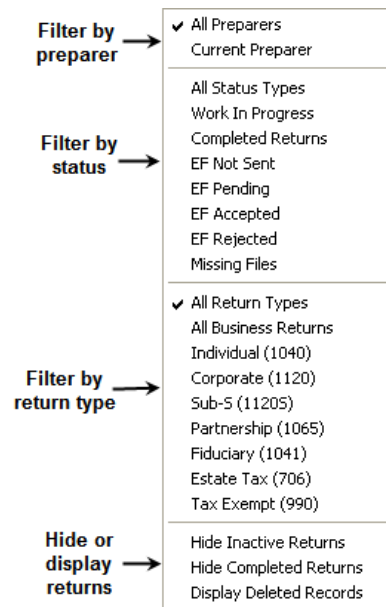 Filter by
preparer
All Preparers
Current Preparer
Filter by
status
All Status Types
Work In Progress
Completed Returns
EF Not Sent
EF Pending
EF Accepted
EF Rejected
Missing Files
Filter by
return type
All Return Types
All Business Returns
Individual (1040)
Corporate (1120)
Sub-S (1120S)
Partnership (1065)
Fiduciary (1041)
Estate Tax (706)
Tax Exempt (990)
Hide or
display
returns
Hide Inactive Returns
Hide Completed Returns
Display Deleted Records